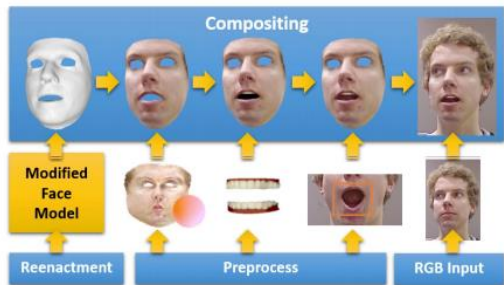 Compositing
Modified
Face
Model
Reenactment
Preprocess
RGB Input